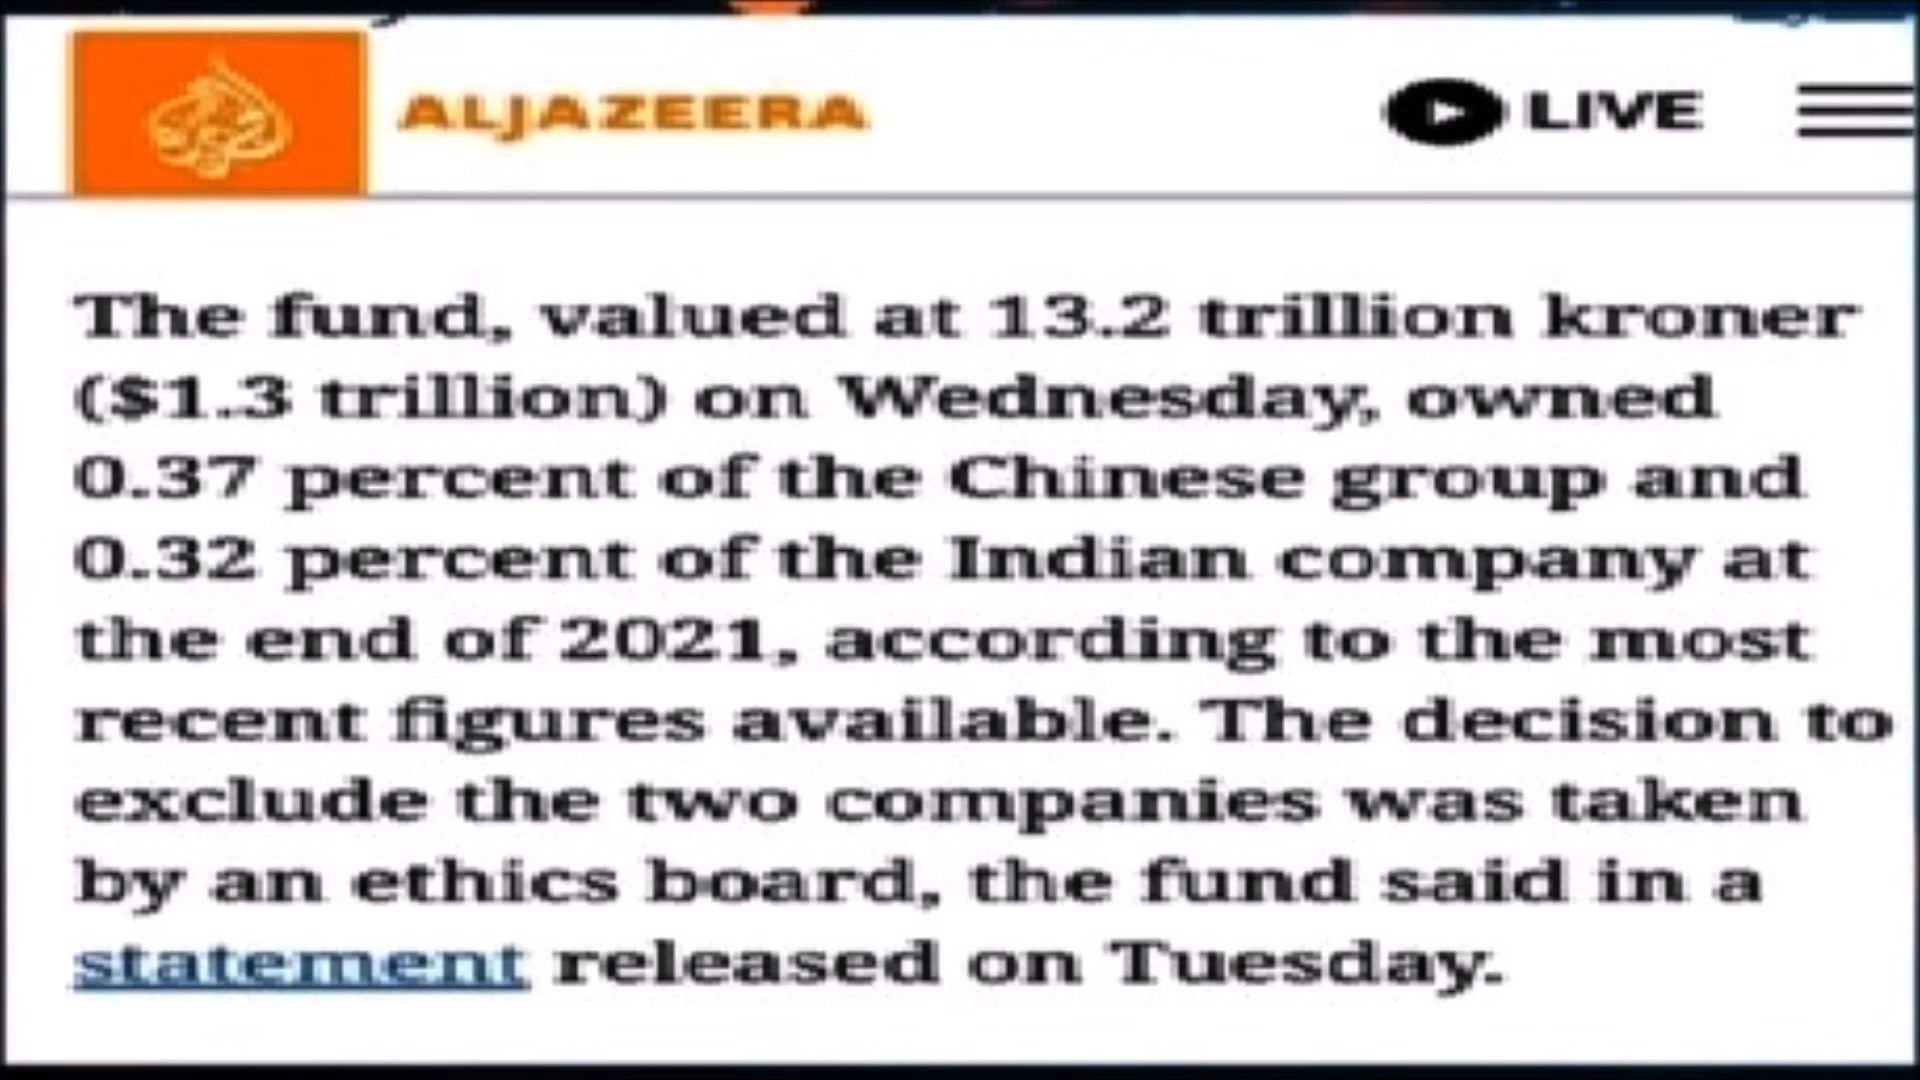 ALJAZEERA
LIVE
The fund, valued at 13.2 trillion kroner
($1.3 trillion) on Wednesday, owned
0.37 percent of the Chinese group and
0.32 percent of the Indian company at
the end of 2021, according to the most
recent figures available. The decision to
exclude the two companies was taken
by an ethics board, the fund said in a
statement released on Tuesday.